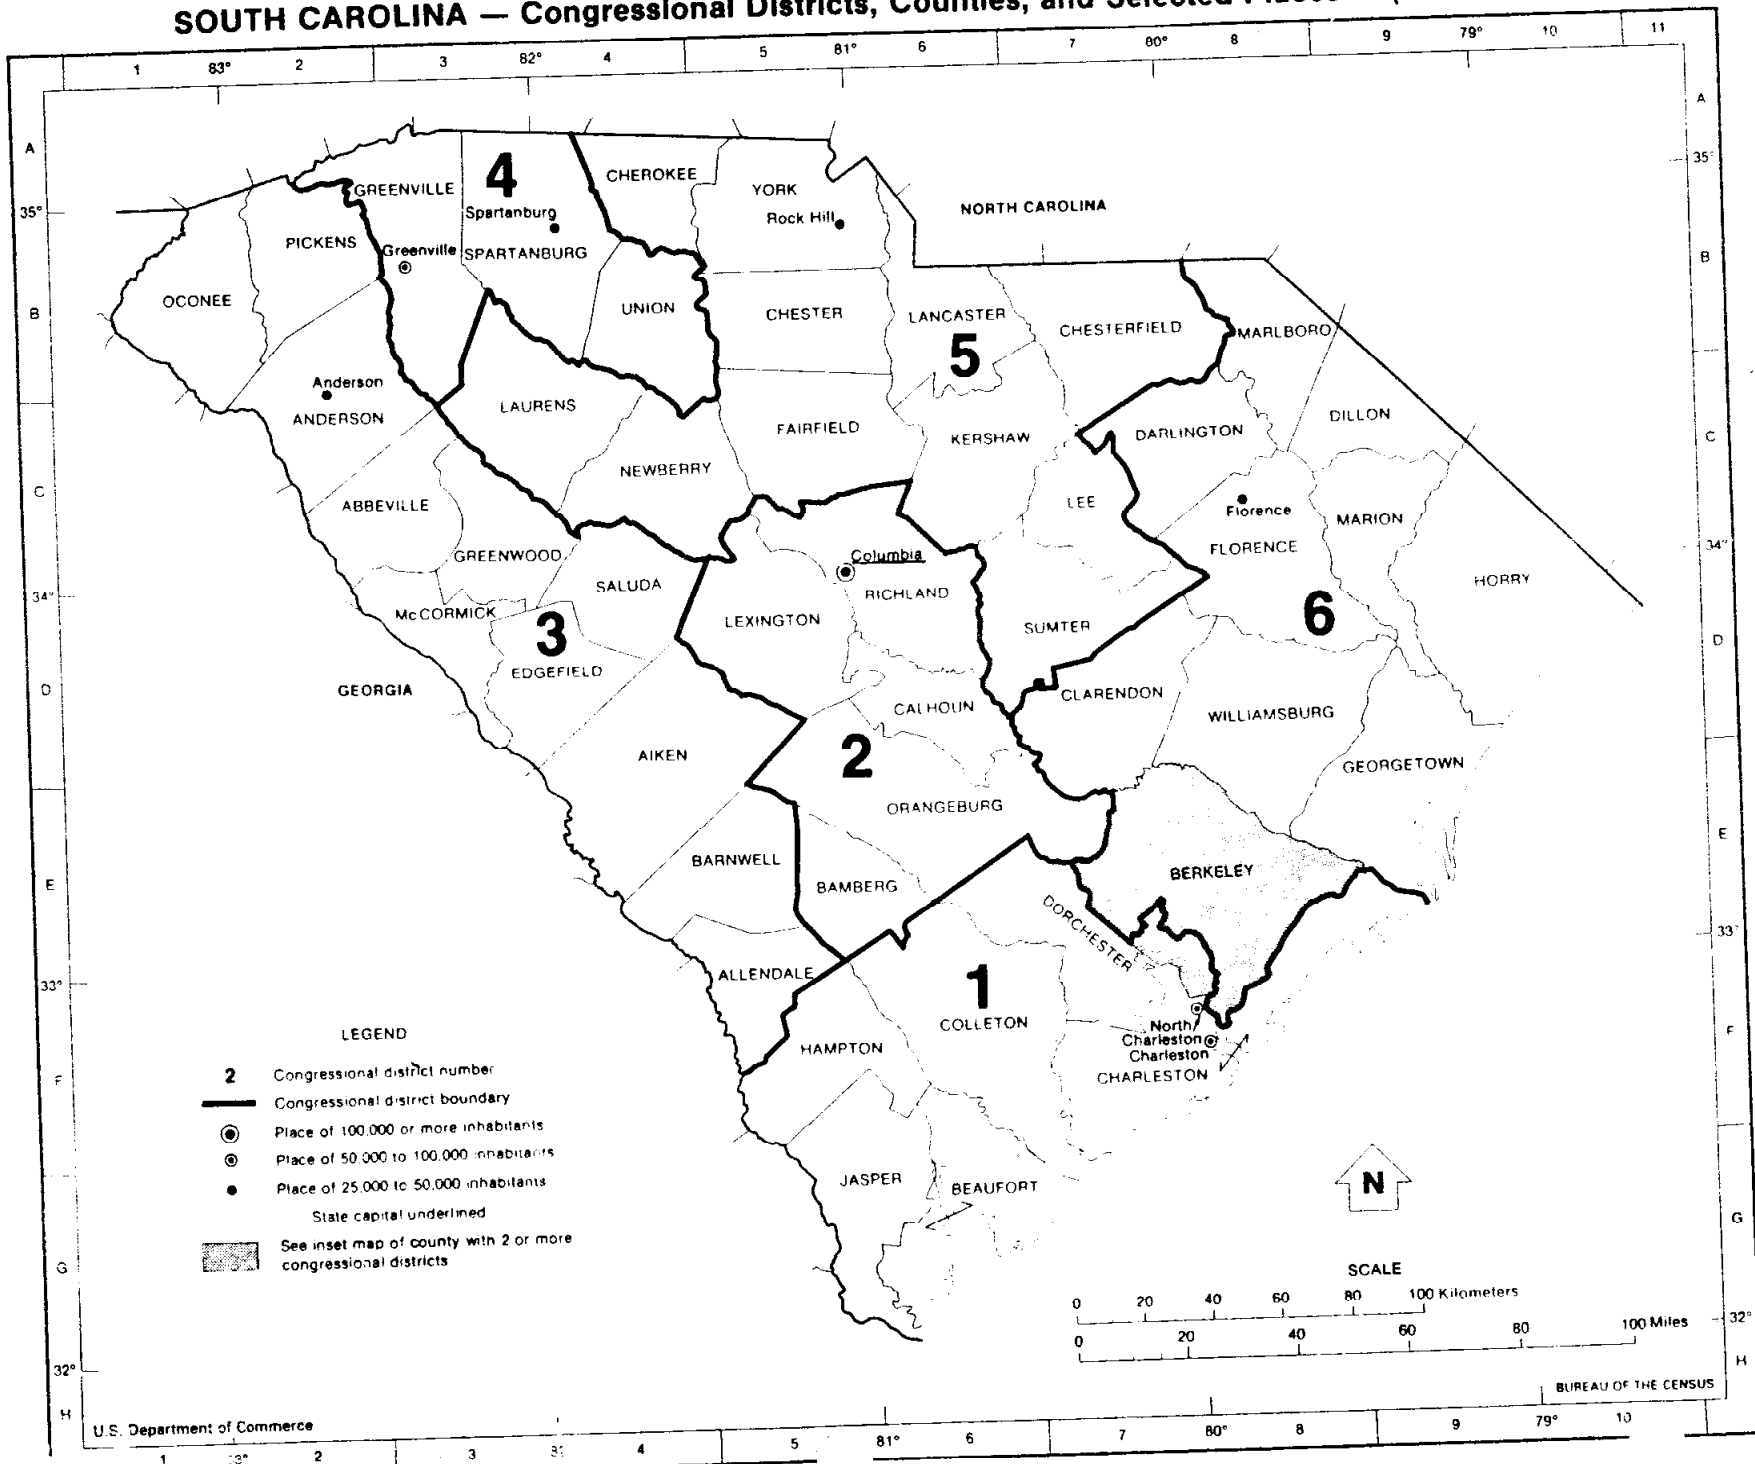 SOUTH CAROLINA — Congressional Districts, Counties, and Selected Places
1 83° 2 3 82° 4 5 81° 6 7 80° 8 9 79° 10 11
A
A
35°
35°
B
B
C
C
34°
34°
D
D
E
E
33°
33°
F
F
G
G
32°
32°
H
H
4
GREENVILLE
CHEROKEE
YORK
Spartanburg
Rock Hill
NORTH CAROLINA
PICKENS
Greenville
SPARTANBURG
OCONEE
UNION
CHESTER
LANCASTER
CHESTERFIELD
MARLBORO
5
Anderson
ANDERSON
LAURENS
FAIRFIELD
KERSHAW
DARLINGTON
DILLON
NEWBERRY
ABBEVILLE
LEE
Florence
MARION
GREENWOOD
Columbia
FLORENCE
SALUDA
RICHLAND
HORRY
McCORMICK
LEXINGTON
SUMTER
6
3
EDGEFIELD
GEORGIA
CALHOUN
CLARENDON
WILLIAMSBURG
AIKEN
2
GEORGETOWN
ORANGEBURG
BARNWELL
BAMBERG
BERKELEY
DORCHESTER
ALLENDALE
1
COLLETON
HAMPTON
North
Charleston
Charleston
CHARLESTON
JASPER
BEAUFORT
LEGEND
2 Congressional district number
Congressional district boundary
Place of 100,000 or more inhabitants
Place of 50,000 to 100,000 inhabitants
Place of 25,000 to 50,000 inhabitants
State capital underlined
See inset map of county with 2 or more
congressional districts
N
SCALE
0 20 40 60 80 100 Kilometers
0 20 40 60 80 100 Miles
BUREAU OF THE CENSUS
U.S. Department of Commerce
1 2 3 4 5 81° 6 7 80° 8 9 79° 10